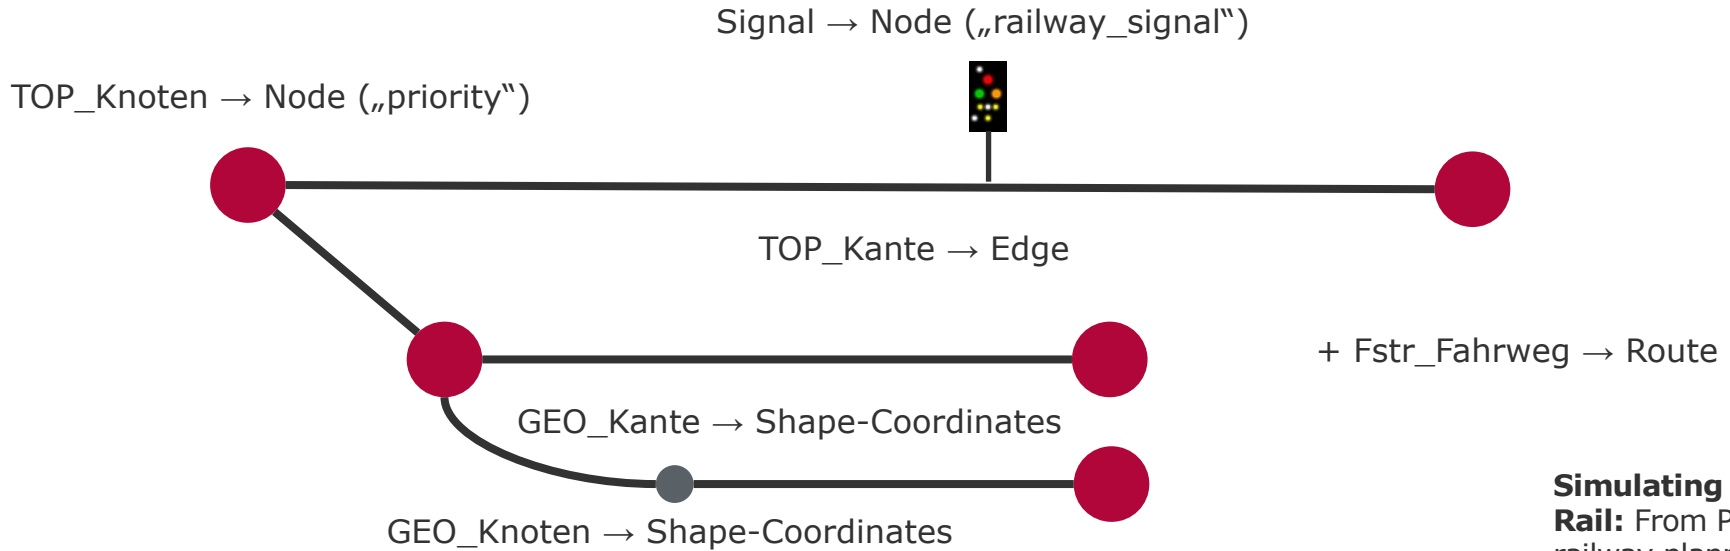 Signal → Node („railway_signal“)
TOP_Knoten → Node („priority“)
TOP_Kante → Edge
+ Fstr_Fahrweg → Route
GEO_Kante → Shape-Coordinates
Simulating
Rail: From
GEO_Knoten → Shape-Coordinates